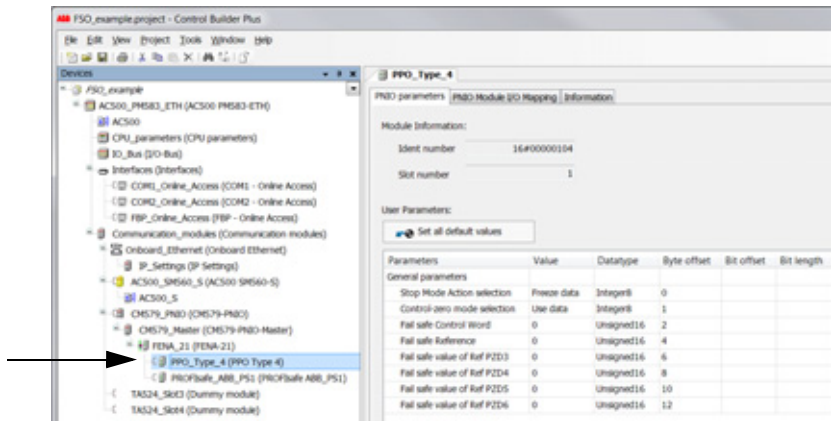 ABB FSO_example.project - Control Builder Plus
File Edit View Project Tools Window Help
Devices
FSO_example
AC500_PM583_ETH (AC500 PM583-ETH)
AC500
CPU_parameters (CPU parameters)
IO_Bus (I/O-Bus)
Interfaces (Interfaces)
COM1_Online_Access (COM1 - Online Access)
COM2_Online_Access (COM2 - Online Access)
FBP_Online_Access (FBP - Online Access)
Communication_modules (Communication modules)
Onboard_Ethernet (Onboard Ethernet)
IP_Settings (IP Settings)
AC500_SM560_S (AC500 SM560-S)
AC500_S
CM579_PNIO (CM579-PNIO)
CM579_Master (CM579-PNIO-Master)
FENA_21 (FENA-21)
PPO_Type_4 (PPO Type 4)
PROFIsafe_ABB_PS1 (PROFIsafe ABB_PS1)
TA524_Slot3 (Dummy module)
TA524_Slot4 (Dummy module)
PPO_Type_4
PNIO parameters PNIO Module I/O Mapping Information
Module Information:
Ident number 16#00000104
Slot number 1
User Parameters:
Set all default values
Parameters Value Datatype Byte offset Bit offset Bit length
General parameters
Stop Mode Action selection Freeze data Integer8 0
Control-zero mode selection Use data Integer8 1
Fail safe Control Word 0 Unsigned16 2
Fail safe Reference 0 Unsigned16 4
Fail safe value of Ref PZD3 0 Unsigned16 6
Fail safe value of Ref PZD4 0 Unsigned16 8
Fail safe value of Ref PZD5 0 Unsigned16 10
Fail safe value of Ref PZD6 0 Unsigned16 12